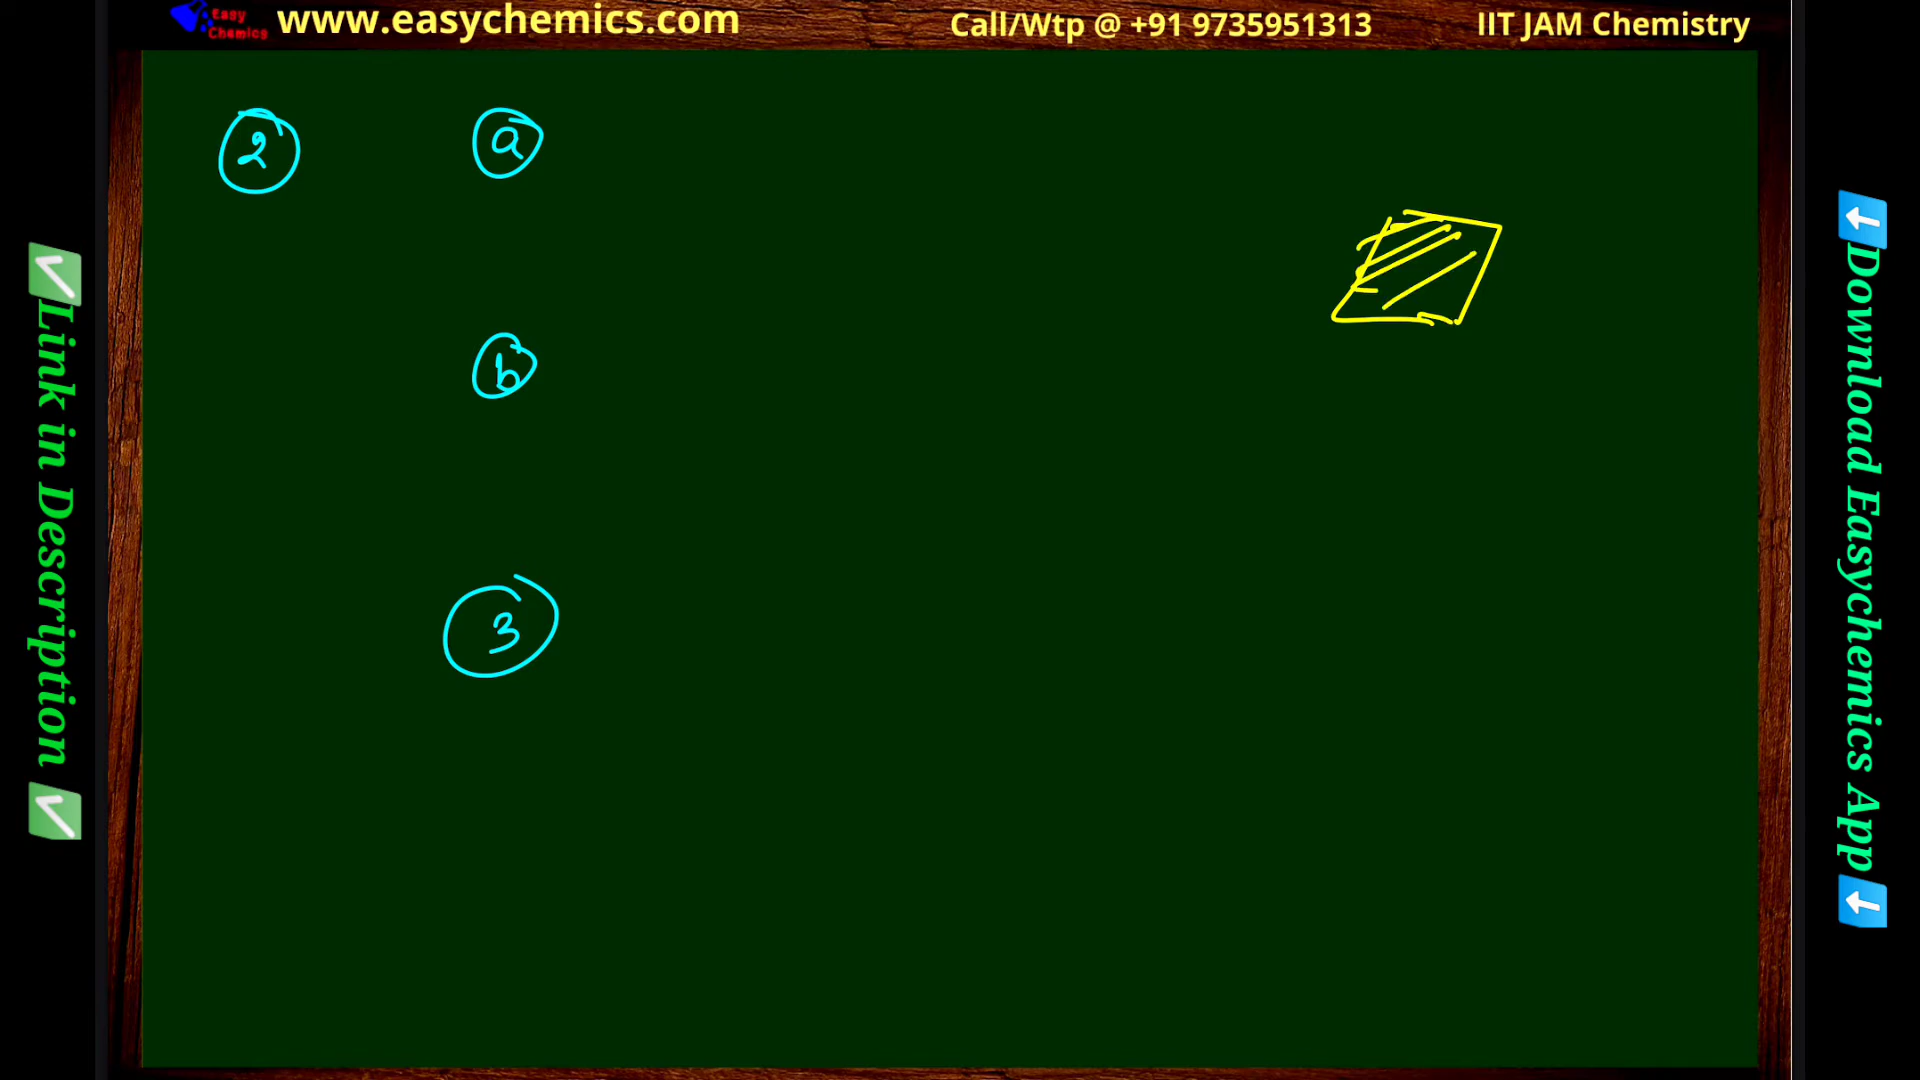 Easy
Chemics
www.easychemics.com
Call/Wtp @ +91 9735951313
IIT JAM Chemistry
2
a
b
3
✅Link in Description ✅
⬆️Download Easychemics App⬆️